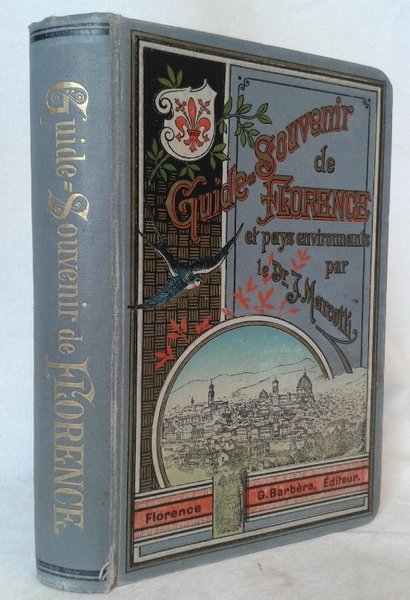 Guide=Souvenir de FLORENCE.
Guide-Souvenir
de
FLORENCE
et pays environnants
par
le Dr. J. Marcotti
Florence
G. Barbèra, Éditeur.